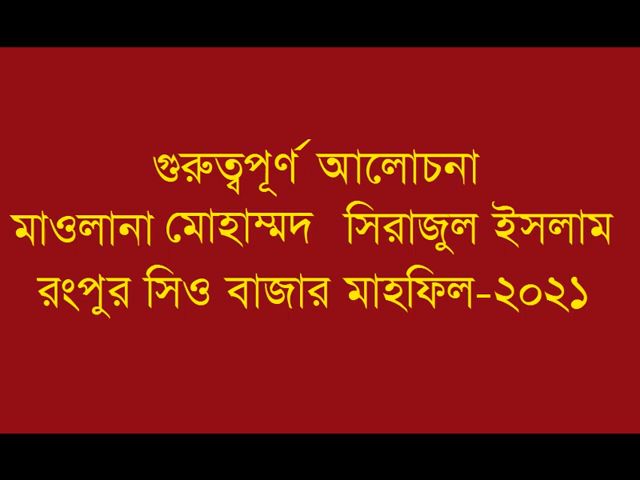 গুরুত্বপূর্ণ আলোচনা
মাওলানা মোহাম্মদ সিরাজুল ইসলাম
রংপুর সিও বাজার মাহফিল-২০২১